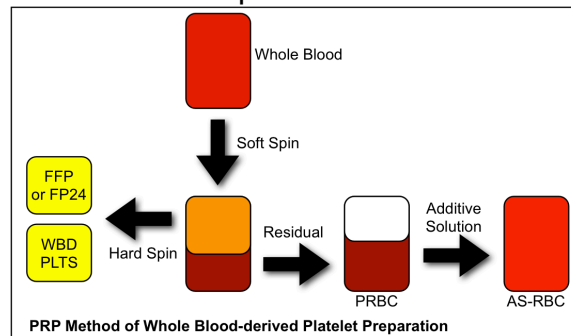 Whole Blood
Soft Spin
FFP
or FP24
WBD
PLTS
Hard Spin
Residual
PRBC
Additive
Solution
AS-RBC
PRP Method of Whole Blood-derived Platelet Preparation